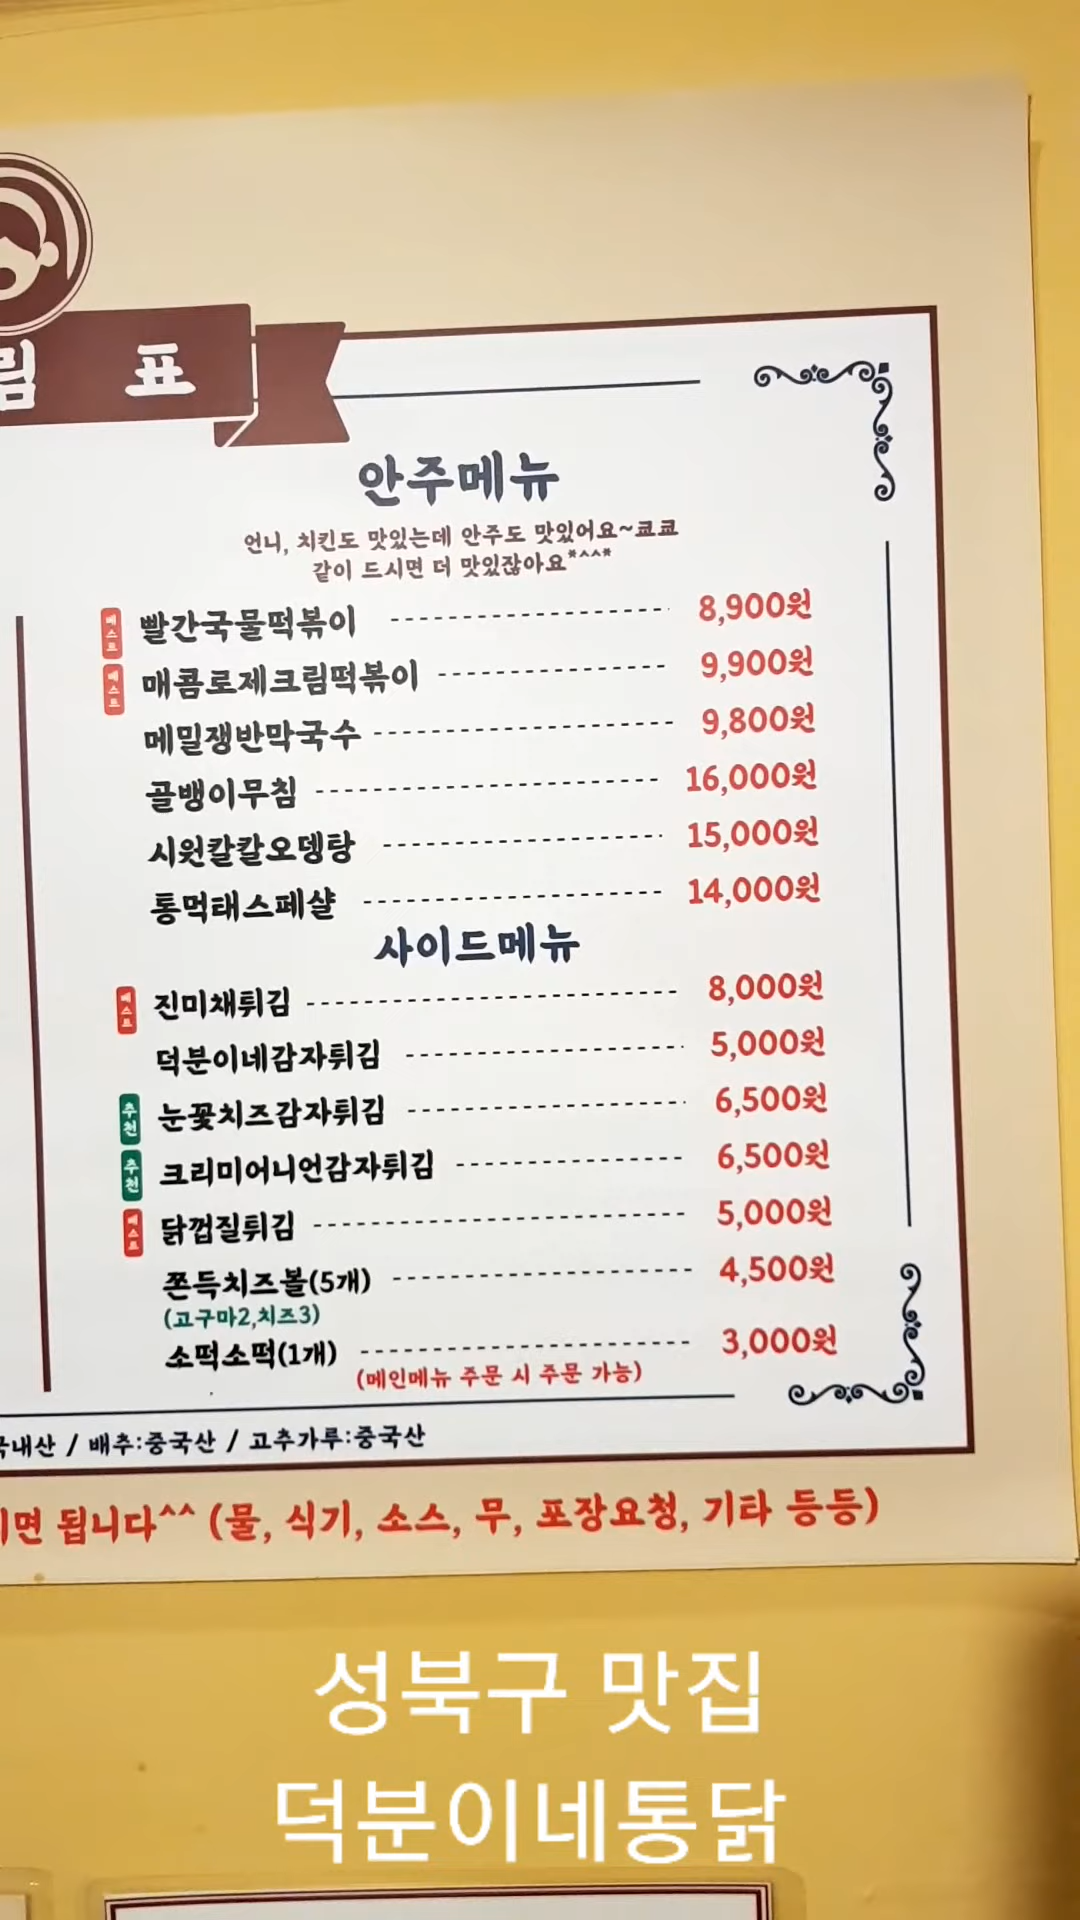 림 표
안주메뉴
언니, 치킨도 맛있는데 안주도 맛있어요~쿄쿄
같이 드시면 더 맛있잖아요*^^*
베스트 빨간국물떡볶이 8,900원
베스트 매콤로제크림떡볶이 9,900원
메밀쟁반막국수 9,800원
골뱅이무침 16,000원
시원칼칼오뎅탕 15,000원
통먹태스페샬 14,000원
사이드메뉴
베스트 진미채튀김 8,000원
덕분이네감자튀김 5,000원
추천 눈꽃치즈감자튀김 6,500원
추천 크리미어니언감자튀김 6,500원
베스트 닭껍질튀김 5,000원
쫀득치즈볼(5개) 4,500원
(고구마2,치즈3)
소떡소떡(1개) 3,000원
(메인메뉴 주문 시 주문 가능)
국내산 / 배추:중국산 / 고추가루:중국산
면 됩니다^^ (물, 식기, 소스, 무, 포장요청, 기타 등등)
성북구 맛집
덕분이네통닭